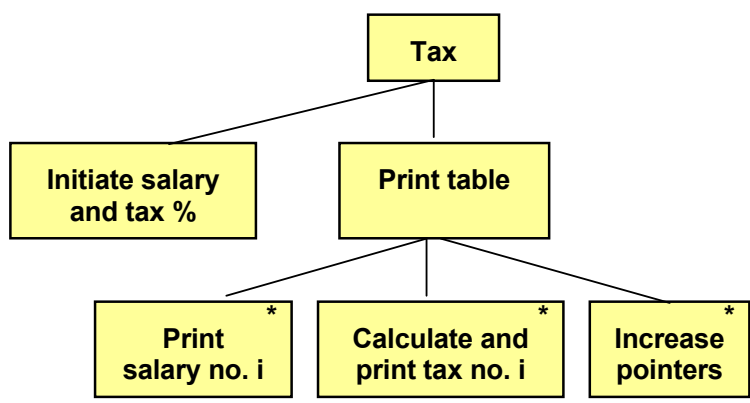 Tax
Initiate salary
and tax %
Print table
*
Print
salary no. i
*
Calculate and
print tax no. i
*
Increase
pointers